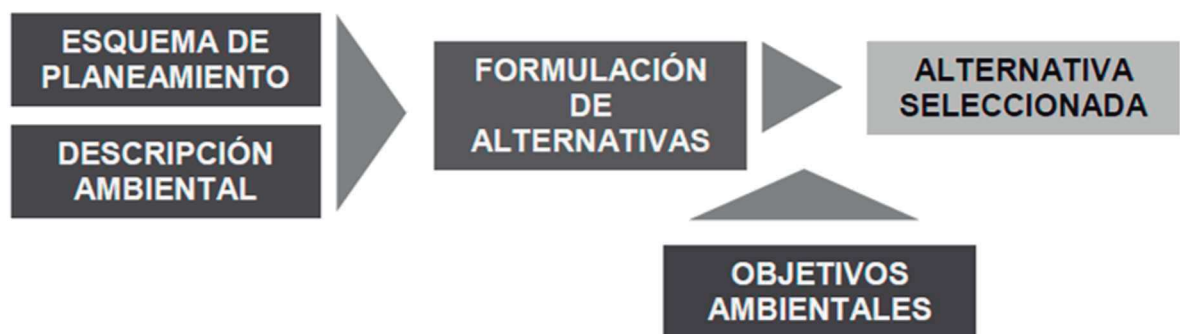 ESQUEMA DE
PLANEAMIENTO
DESCRIPCIÓN
AMBIENTAL
FORMULACIÓN
DE
ALTERNATIVAS
ALTERNATIVA
SELECCIONADA
OBJETIVOS
AMBIENTALES